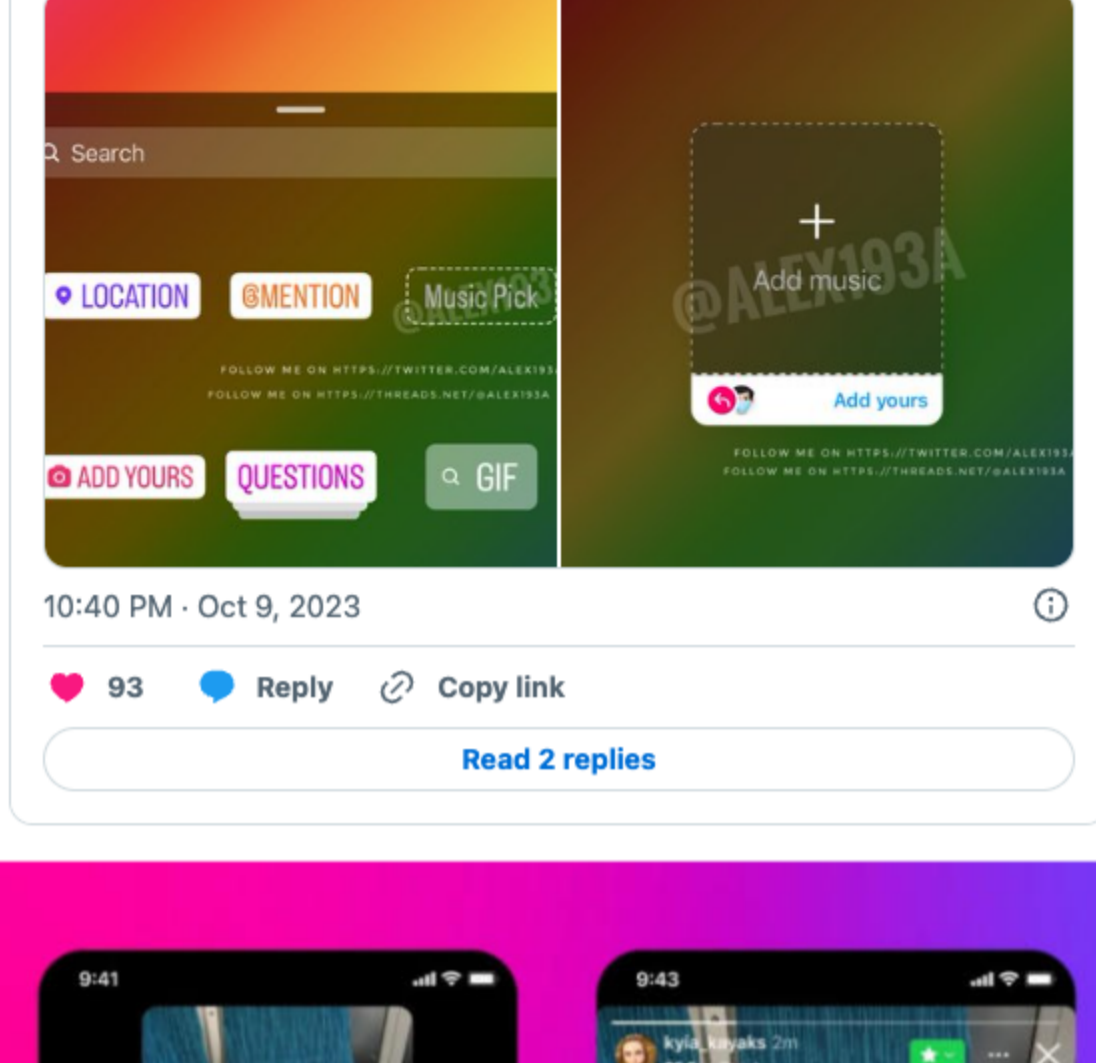 Search
LOCATION
@MENTION
Music Pick
@ALEX193
FOLLOW ME ON HTTPS://TWITTER.COM/ALEX193A
FOLLOW ME ON HTTPS://THREADS.NET/@ALEX193A
ADD YOURS
QUESTIONS
GIF
@ALEX193A
Add music
Add yours
FOLLOW ME ON HTTPS://TWITTER.COM/ALEX193A
FOLLOW ME ON HTTPS://THREADS.NET/@ALEX193A
10:40 PM · Oct 9, 2023
93 Reply Copy link
Read 2 replies
9:41
9:43
kyla_kayaks 2m